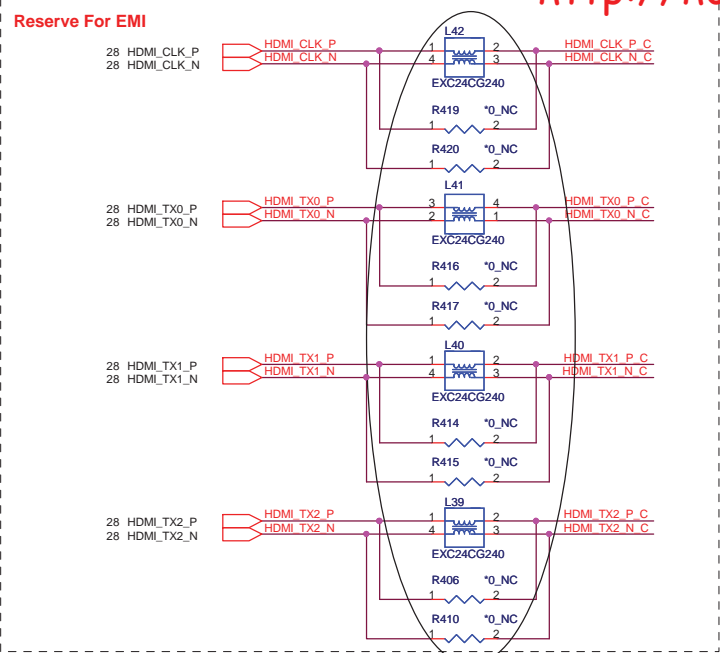 Reserve For EMI
L42
28 HDMI_CLK_P HDMI_CLK_P 1 2 HDMI_CLK_P_C
28 HDMI_CLK_N HDMI_CLK_N 4 3 HDMI_CLK_N_C
EXC24CG240
R419 *0_NC
1 2
R420 *0_NC
1 2
L41
28 HDMI_TX0_P HDMI_TX0_P 3 4 HDMI_TX0_P_C
28 HDMI_TX0_N HDMI_TX0_N 2 1 HDMI_TX0_N_C
EXC24CG240
R416 *0_NC
1 2
R417 *0_NC
1 2
L40
28 HDMI_TX1_P HDMI_TX1_P 1 2 HDMI_TX1_P_C
28 HDMI_TX1_N HDMI_TX1_N 4 3 HDMI_TX1_N_C
EXC24CG240
R414 *0_NC
1 2
R415 *0_NC
1 2
L39
28 HDMI_TX2_P HDMI_TX2_P 1 2 HDMI_TX2_P_C
28 HDMI_TX2_N HDMI_TX2_N 4 3 HDMI_TX2_N_C
EXC24CG240
R406 *0_NC
1 2
R410 *0_NC
1 2